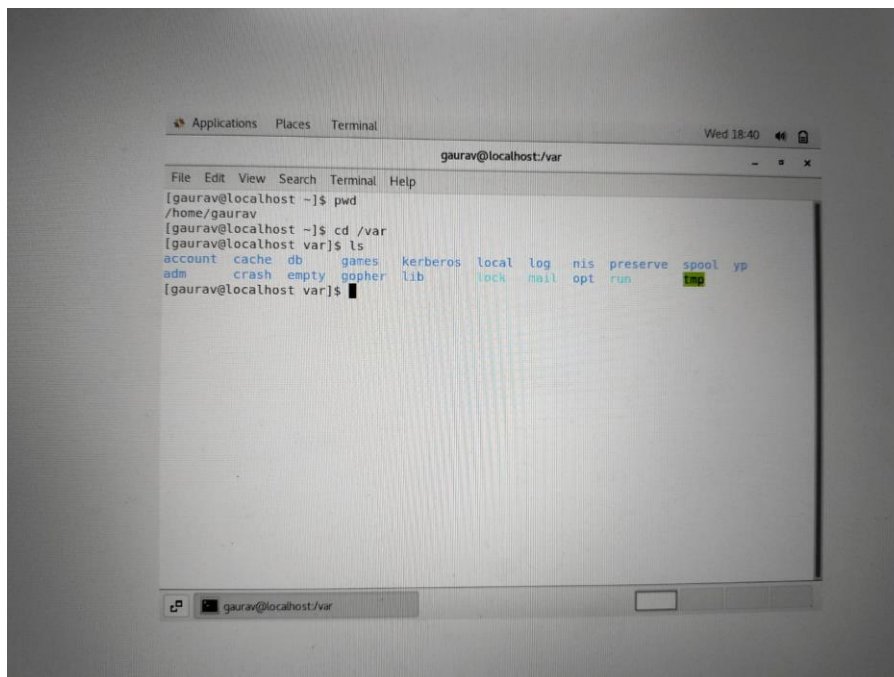 Applications Places Terminal Wed 18:40
gaurav@localhost:/var
File Edit View Search Terminal Help
[gaurav@localhost ~]$ pwd
/home/gaurav
[gaurav@localhost ~]$ cd /var
[gaurav@localhost var]$ ls
account cache db games kerberos local log nis preserve spool yp
adm crash empty gopher lib lock mail opt run tmp
[gaurav@localhost var]$
gaurav@localhost:/var